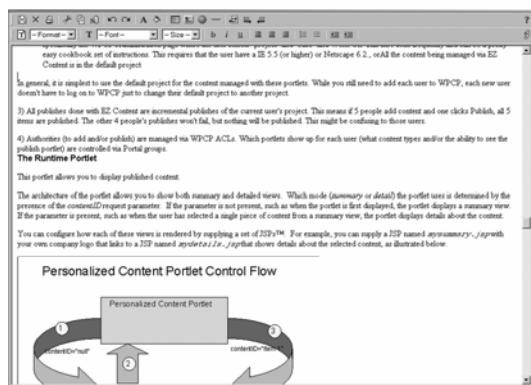 -- Format --
T
-- Font --
-- Size --
b i u
easy cookbook set of instructions. This requires that the user have a IE 5.5 (or higher) or Netscape 6.2., orAll the content being managed via EZ
Content is in the default project
In general, it is simplest to use the default project for the content managed with these portlets. While you still need to add each user to WPCP, each new user
doesn't have to log on to WPCP just to change their default project to another project.
3) All publishes done with EZ Content are incremental publishes of the current user's project. This means if 5 people add content and one clicks Publish, all 5
items are published. The other 4 people's publishes won't fail, but nothing will be published. This might be confusing to those users.
4) Authorities (to add and/or publish) are managed via WPCP ACLs. Which portlets show up for each user (what content types and/or the ability to see the
publish portlet) are controlled via Portal groups.
The Runtime Portlet
This portlet allows you to display published content.
The architecture of the portlet allows you to show both summary and detailed views. Which mode (summary or detail) the portlet uses is determined by the
presence of the contentID request parameter. If the parameter is not present, such as when the portlet is first displayed, the portlet displays a summary view.
If the parameter is present, such as when the user has selected a single piece of content from a summary view, the portlet displays details about the content.
You can configure how each of these views is rendered by supplying a set of JSPs™. For example, you can supply a JSP named mysummary.jspwith
your own company logo that links to a JSP named mydetails.jspthat shows details about the selected content, as illustrated below.
Personalized Content Portlet Control Flow
Personalized Content Portlet
1
3
contentID="null"
2